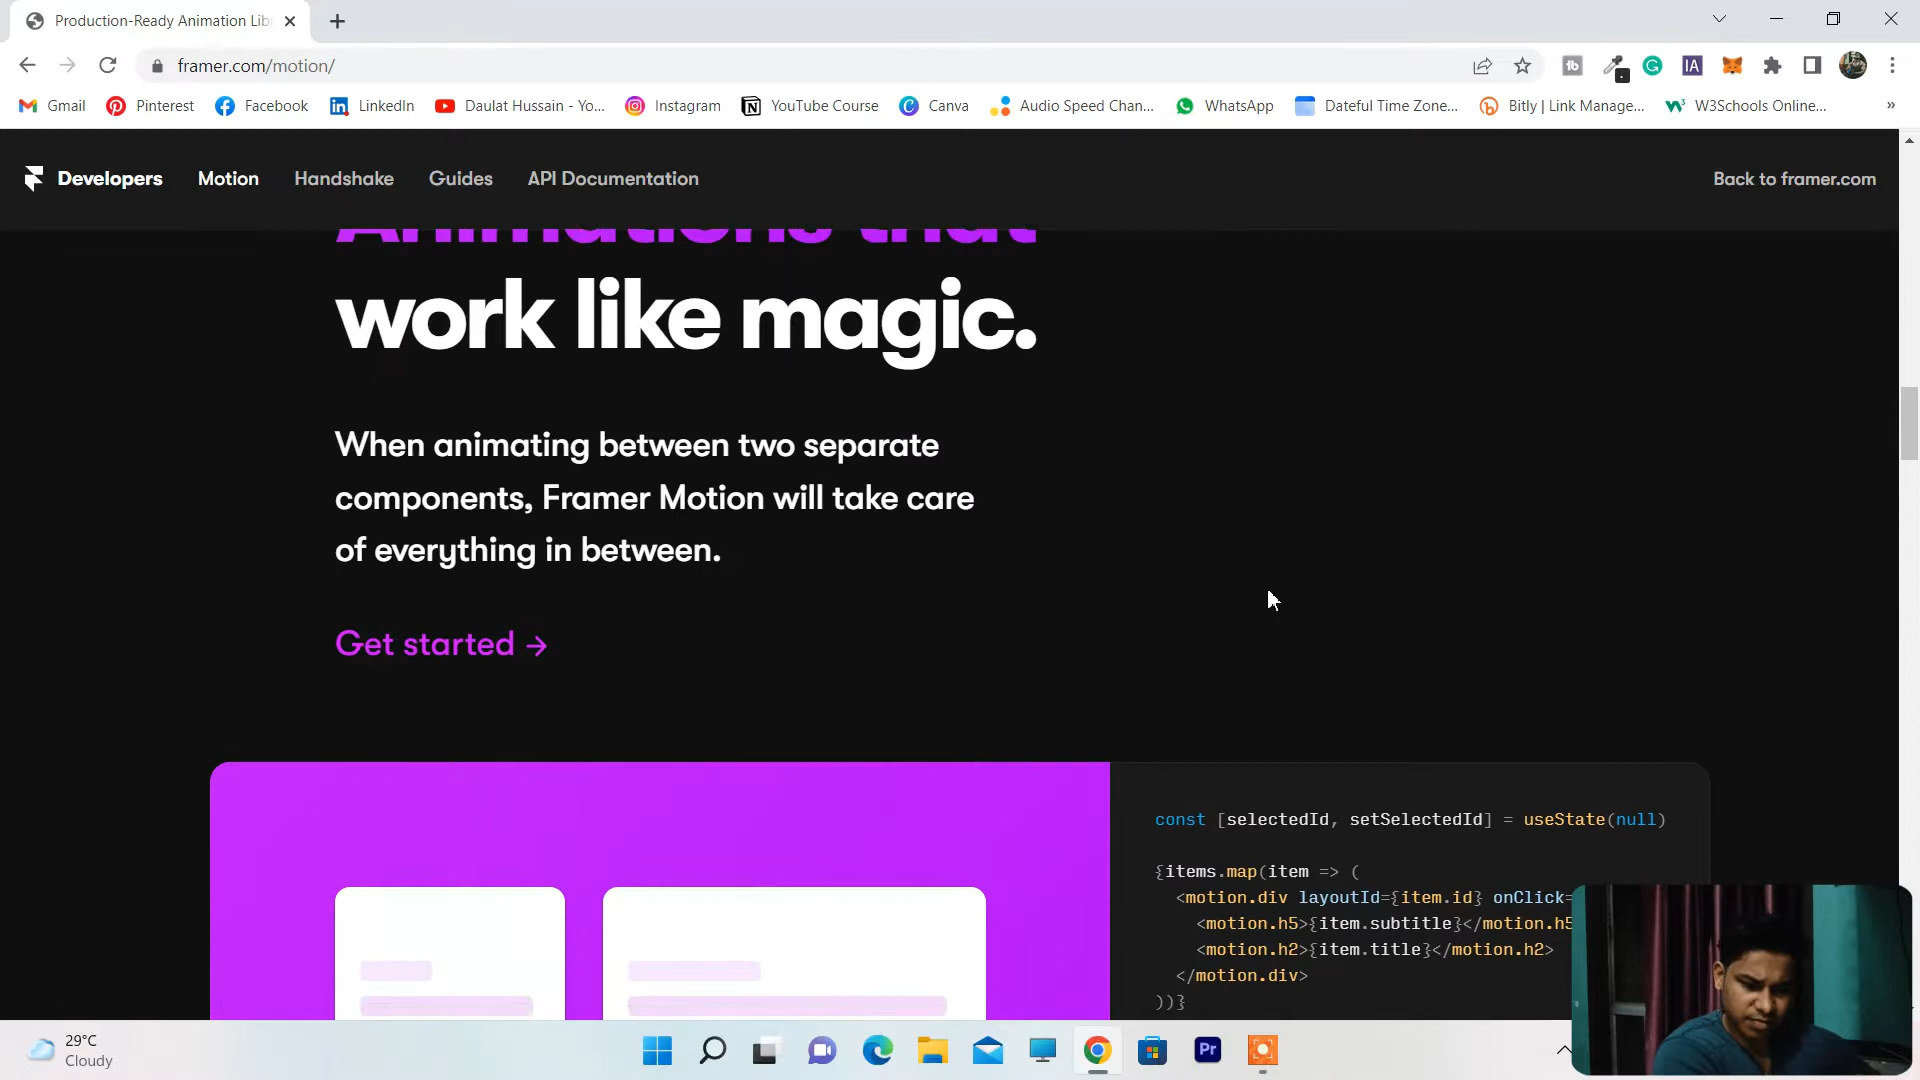 Production-Ready Animation Lib
framer.com/motion/
Gmail
Pinterest
Facebook
LinkedIn
Daulat Hussain - Yo...
Instagram
YouTube Course
Canva
Audio Speed Chan...
WhatsApp
Dateful Time Zone...
Bitly | Link Manage...
W3Schools Online...
Developers
Motion
Handshake
Guides
API Documentation
Back to framer.com
Animations that
work like magic.
When animating between two separate
components, Framer Motion will take care
of everything in between.
Get started →
const [selectedId, setSelectedId] = useState(null)
{items.map(item => (
<motion.div layoutId={item.id} onClick=
<motion.h5>{item.subtitle}</motion.h5
<motion.h2>{item.title}</motion.h2>
</motion.div>
))}
29°C
Cloudy
Pr